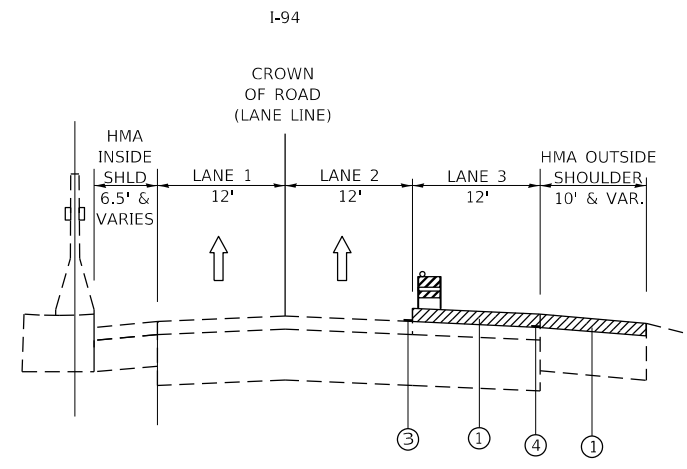 I-94
CROWN
OF ROAD
(LANE LINE)
HMA
INSIDE
SHLD
6.5' &
VARIES
LANE 1
12'
LANE 2
12'
LANE 3
12'
HMA OUTSIDE
SHOULDER
10' & VAR.
3
1
4
1